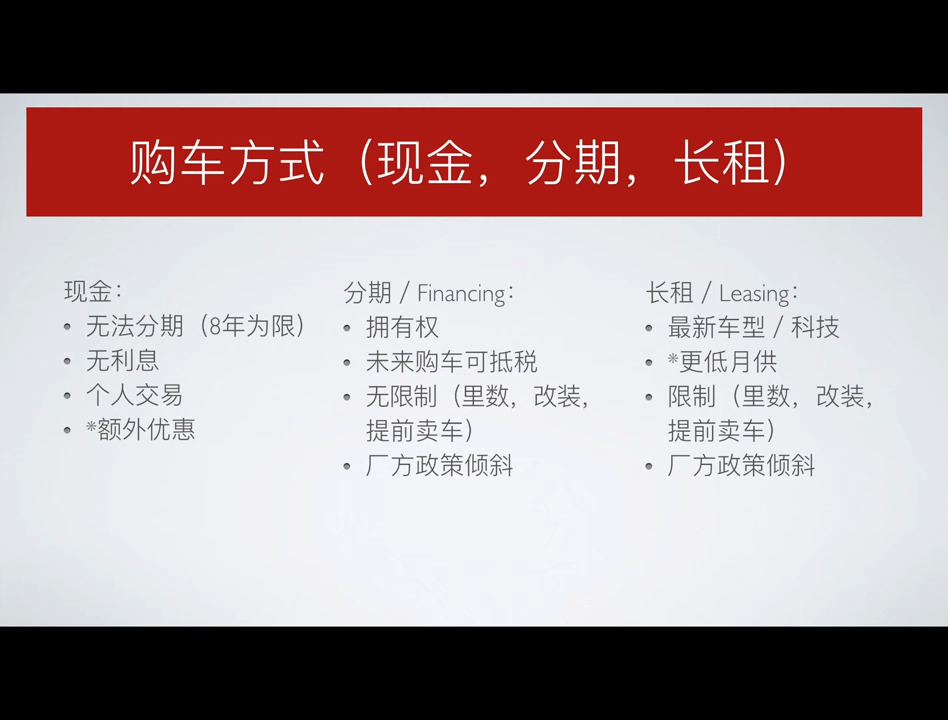 购车方式（现金，分期，长租）
现金：
• 无法分期（8年为限）
• 无利息
• 个人交易
• *额外优惠
分期 / Financing：
• 拥有权
• 未来购车可抵税
• 无限制（里数，改装，
提前卖车）
• 厂方政策倾斜
长租 / Leasing：
• 最新车型 / 科技
• *更低月供
• 限制（里数，改装，
提前卖车）
• 厂方政策倾斜